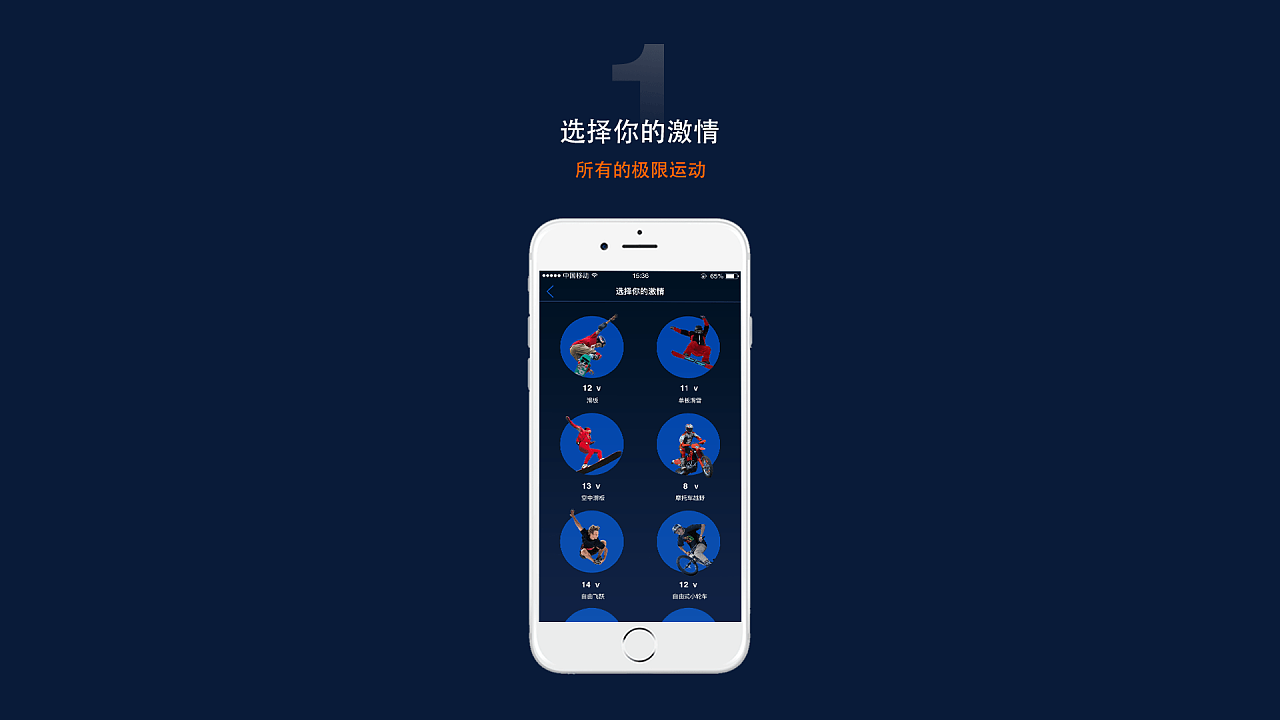 1
选择你的激情
所有的极限运动
中国移动 15:36 65%
选择你的激情
12 v 11 v
滑板 单板滑雪
13 v 8 v
空中滑板 摩托车越野
14 v 12 v
自由飞跃 自由式小轮车